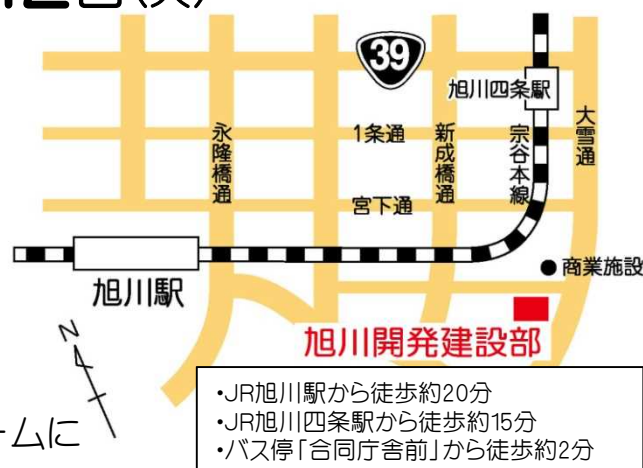 12日(火)
39
旭川四条駅
大雪通
永隆橋通
1条通
新成橋通
宗谷本線
宮下通
商業施設
旭川駅
旭川開発建設部
N
・JR旭川駅から徒歩約20分
・JR旭川四条駅から徒歩約15分
・バス停「合同庁舎前」から徒歩約2分
ームに